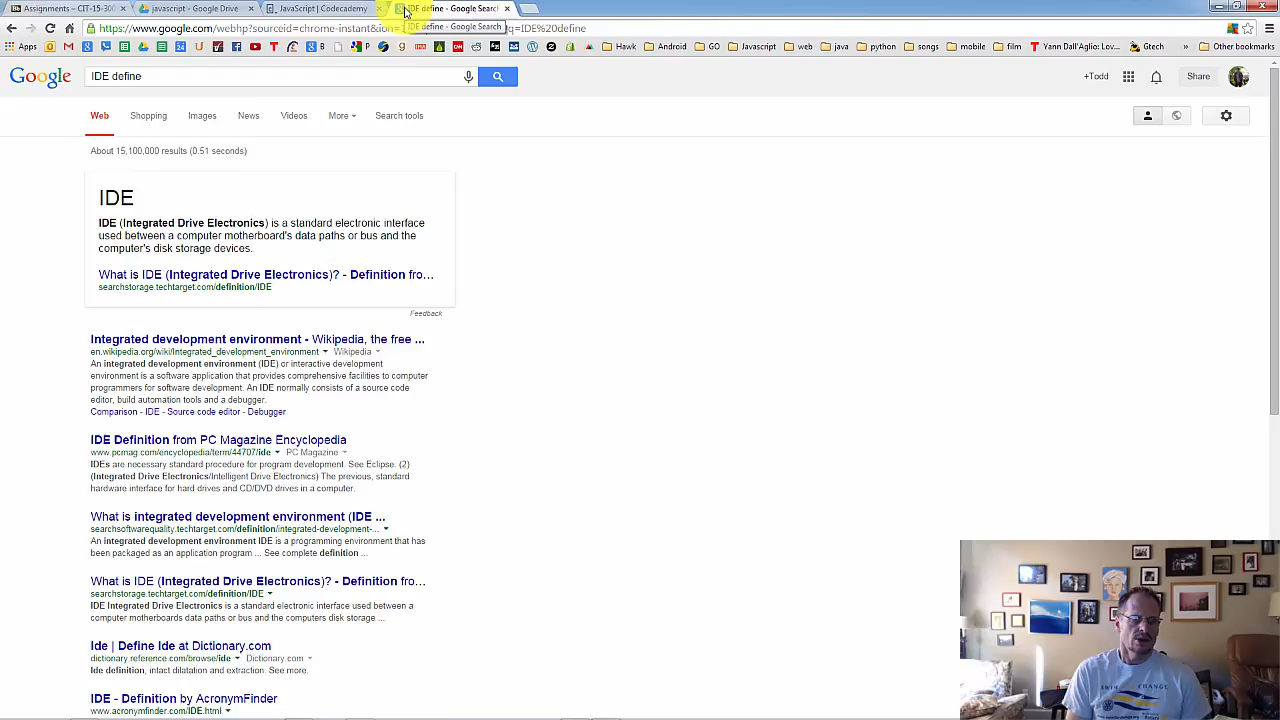 Assignments – CIT-15-300
javascript - Google Drive
JavaScript | Codecademy
IDE define - Google Search
https://www.google.com/webhp?sourceid=chrome-instant&ion=
q=IDE%20define
IDE define - Google Search
Apps
Hawk
Android
GO
Javascript
web
java
python
songs
mobile
film
Yann Dall'Aglio: Lov...
Gtech
»
Other bookmarks
Google
IDE define
+Todd
Share
Web
Shopping
Images
News
Videos
More
Search tools
About 15,100,000 results (0.51 seconds)
IDE
IDE (Integrated Drive Electronics) is a standard electronic interface
used between a computer motherboard's data paths or bus and the
computer's disk storage devices.
What is IDE (Integrated Drive Electronics)? - Definition fro...
searchstorage.techtarget.com/definition/IDE
Feedback
Integrated development environment - Wikipedia, the free ...
en.wikipedia.org/wiki/Integrated_development_environment Wikipedia
An integrated development environment (IDE) or interactive development
environment is a software application that provides comprehensive facilities to computer
programmers for software development. An IDE normally consists of a source code
editor, build automation tools and a debugger.
Comparison - IDE - Source code editor - Debugger
IDE Definition from PC Magazine Encyclopedia
www.pcmag.com/encyclopedia/term/44707/ide PC Magazine
IDEs are necessary standard procedure for program development. See Eclipse. (2)
(Integrated Drive Electronics/Intelligent Drive Electronics) The previous, standard
hardware interface for hard drives and CD/DVD drives in a computer.
What is integrated development environment (IDE ...
searchsoftwarequality.techtarget.com/definition/integrated-development-...
An integrated development environment IDE is a programming environment that has
been packaged as an application program ... See complete definition ...
What is IDE (Integrated Drive Electronics)? - Definition fro...
searchstorage.techtarget.com/definition/IDE
IDE Integrated Drive Electronics is a standard electronic interface used between a
computer motherboards data paths or bus and the computers disk storage ...
Ide | Define Ide at Dictionary.com
dictionary.reference.com/browse/ide Dictionary.com
Ide definition, intact dilatation and extraction. See more.
IDE - Definition by AcronymFinder
www.acronymfinder.com/IDE.html